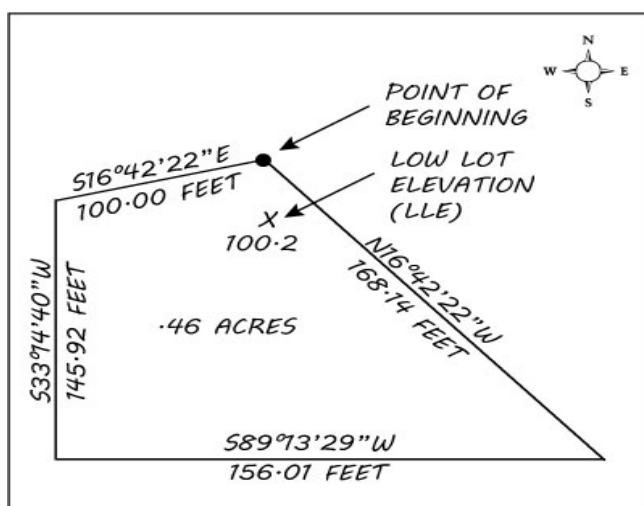 N
W E
S
POINT OF
BEGINNING
S16°42'22"E
100.00 FEET
LOW LOT
ELEVATION
(LLE)
X
100.2
N16°42'22"W
168.14 FEET
S33°14'40"W
145.92 FEET
.46 ACRES
S89°13'29"W
156.01 FEET